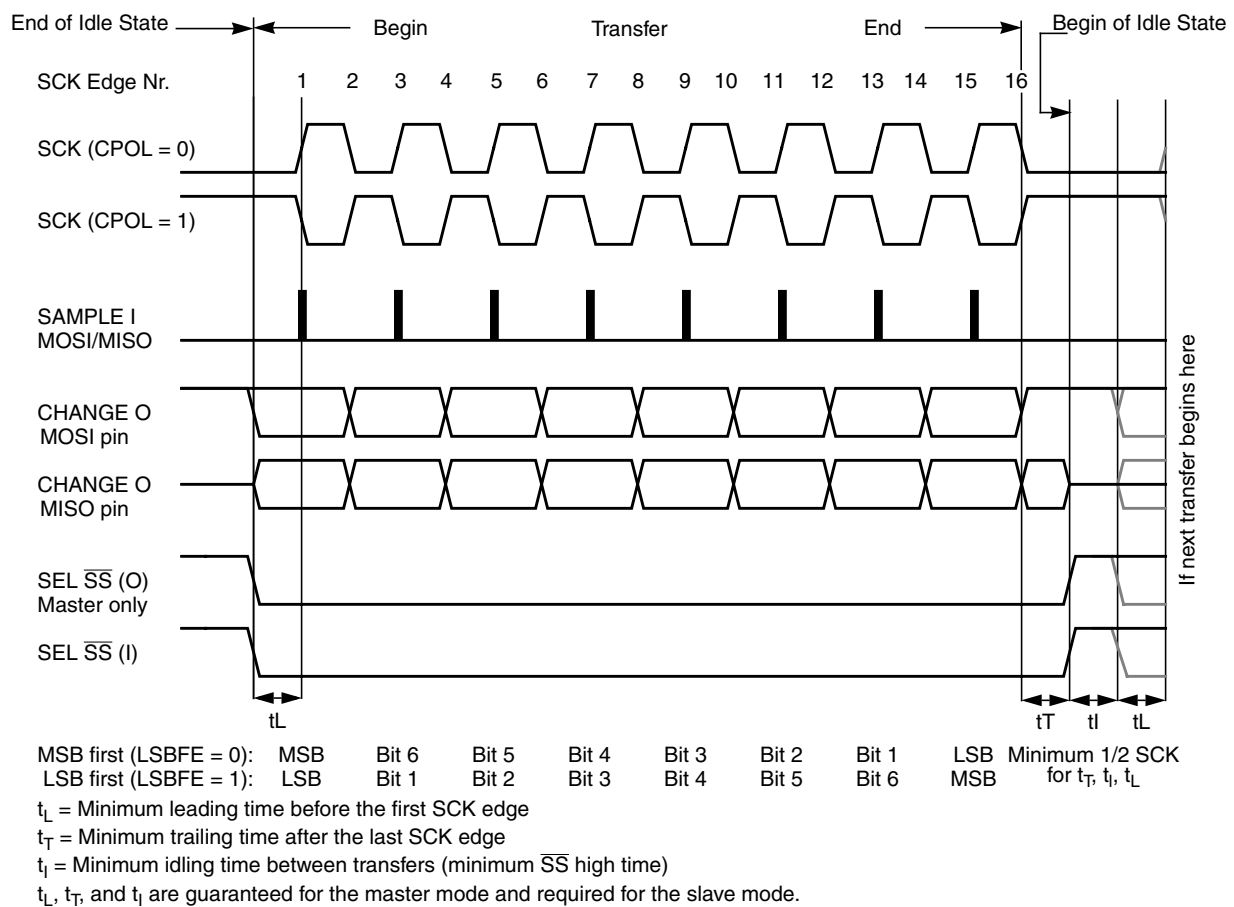 End of Idle State
Begin
Transfer
End
Begin of Idle State
SCK Edge Nr.
1 2 3 4 5 6 7 8 9 10 11 12 13 14 15 16
SCK (CPOL = 0)
SCK (CPOL = 1)
SAMPLE I
MOSI/MISO
CHANGE O
MOSI pin
CHANGE O
MISO pin
SEL S̅S̅ (O)
Master only
SEL S̅S̅ (I)
If next transfer begins here
tL
tT
tI
tL
MSB first (LSBFE = 0): MSB Bit 6 Bit 5 Bit 4 Bit 3 Bit 2 Bit 1 LSB
LSB first (LSBFE = 1): LSB Bit 1 Bit 2 Bit 3 Bit 4 Bit 5 Bit 6 MSB
Minimum 1/2 SCK
for tT, tI, tL
tL = Minimum leading time before the first SCK edge
tT = Minimum trailing time after the last SCK edge
tI = Minimum idling time between transfers (minimum S̅S̅ high time)
tL, tT, and tI are guaranteed for the master mode and required for the slave mode.